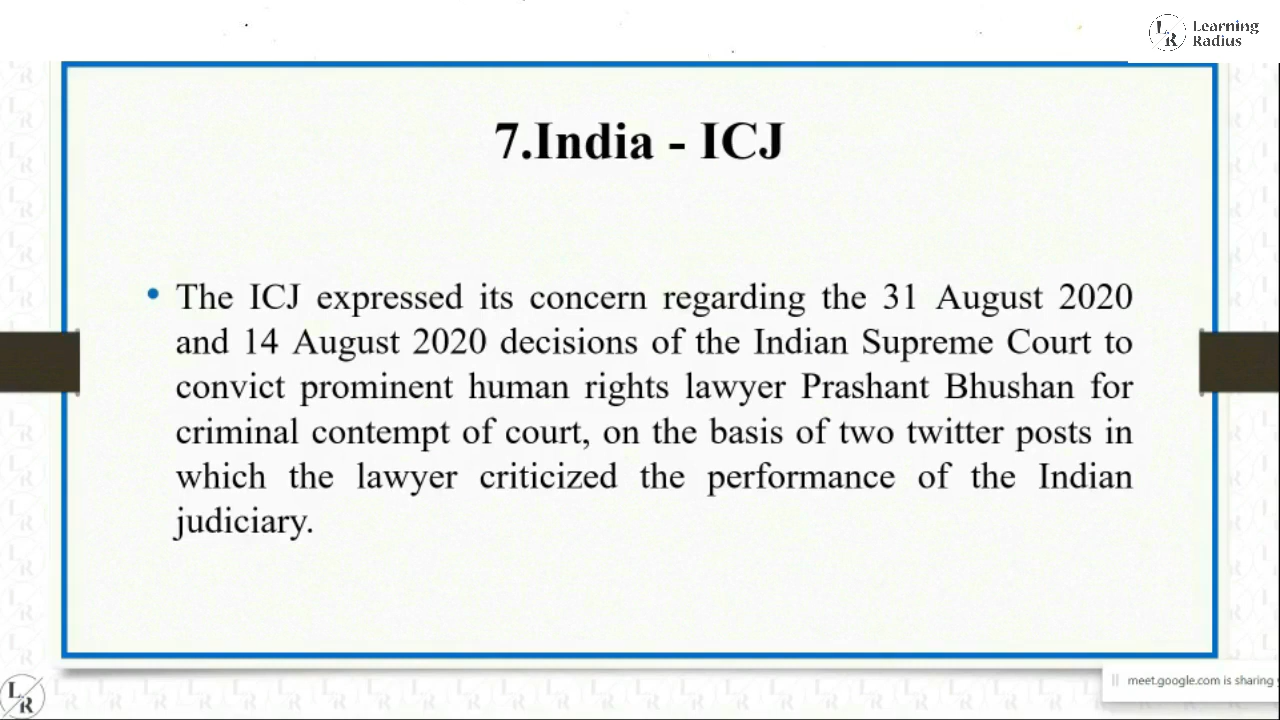 L R Learning
Radius
7.India - ICJ
• The ICJ expressed its concern regarding the 31 August 2020
and 14 August 2020 decisions of the Indian Supreme Court to
convict prominent human rights lawyer Prashant Bhushan for
criminal contempt of court, on the basis of two twitter posts in
which the lawyer criticized the performance of the Indian
judiciary.
L R
meet.google.com is sharing